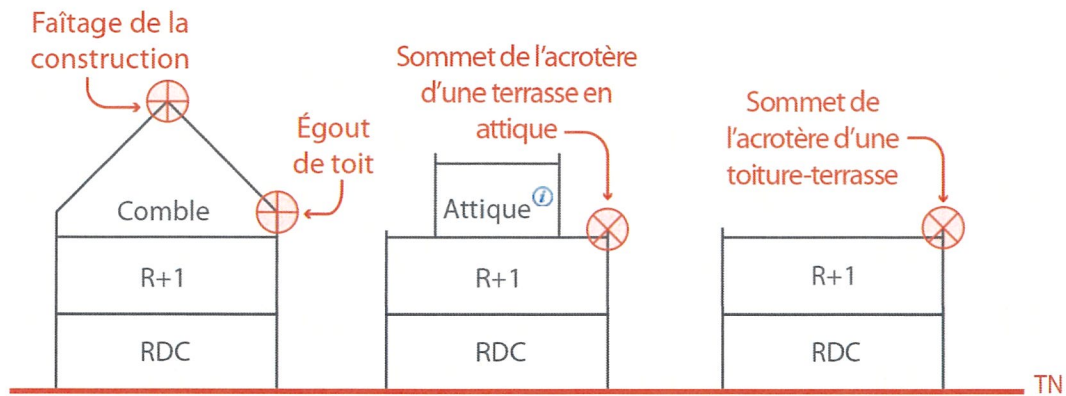 Faîtage de la
construction
Égout
de toit
Comble
R+1
RDC
Sommet de l'acrotère
d'une terrasse en
attique
Attique i
R+1
RDC
Sommet de
l'acrotère d'une
toiture-terrasse
R+1
RDC
TN